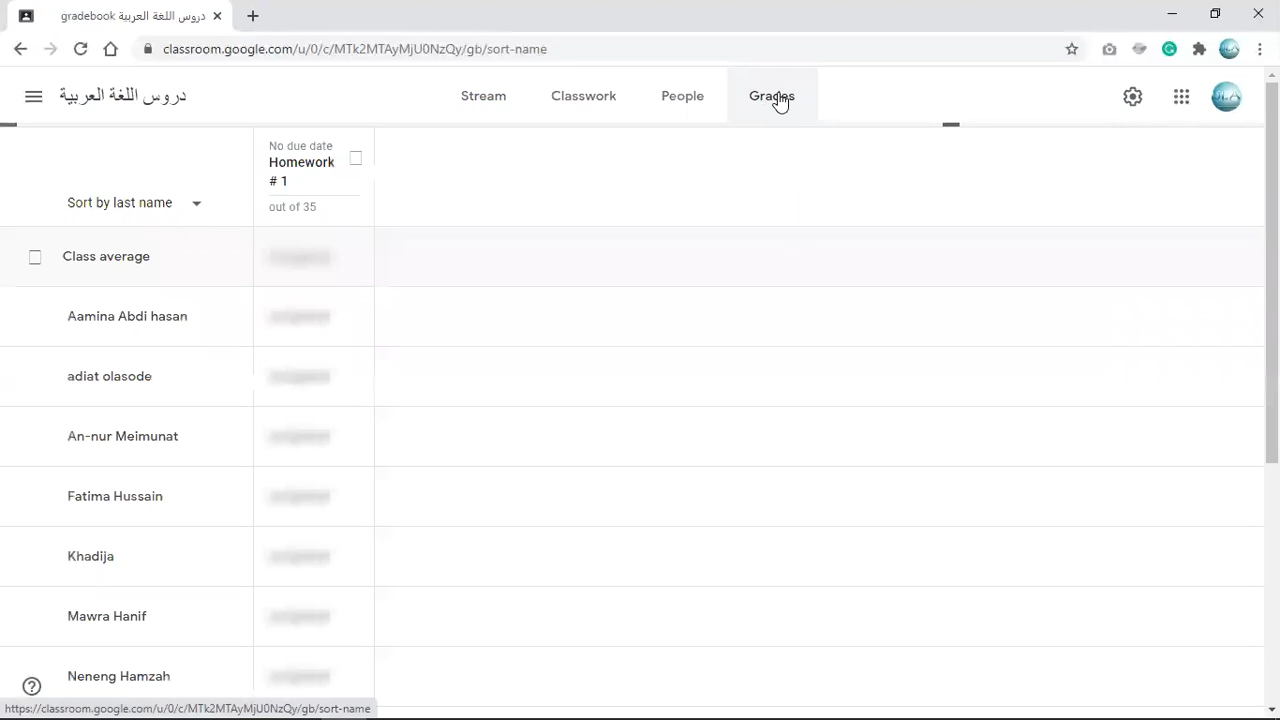 gradebook دروس اللغة العربية
classroom.google.com/u/0/c/MTk2MTAyMjU0NzQy/gb/sort-name
دروس اللغة العربية
Stream
Classwork
People
Grades
No due date
Homework
# 1
out of 35
Sort by last name
Class average
Aamina Abdi hasan
adiat olasode
An-nur Meimunat
Fatima Hussain
Khadija
Mawra Hanif
Neneng Hamzah
https://classroom.google.com/u/0/c/MTk2MTAyMjU0NzQy/gb/sort-name